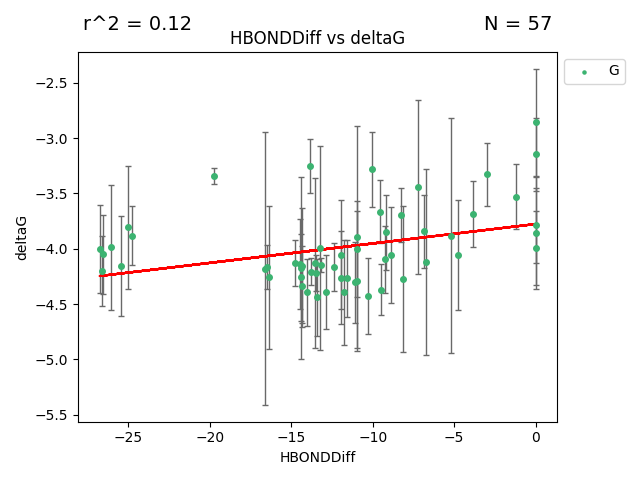 r^2 = 0.12
N = 57
HBONDDiff vs deltaG
G
deltaG
−2.5
−3.0
−3.5
−4.0
−4.5
−5.0
−5.5
−25
−20
−15
−10
−5
0
HBONDDiff